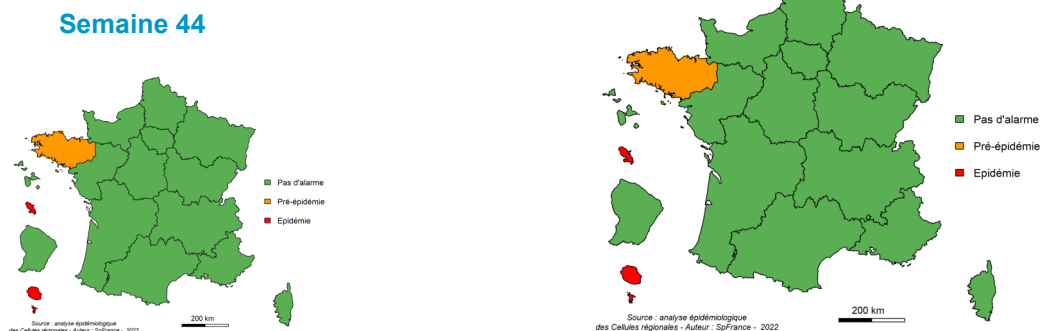 Semaine 44
Pas d'alarme
Pré-épidémie
Epidémie
200 km
Source : analyse épidémiologique
des Cellules régionales - Auteur : SpFrance - 2022
Pas d'alarme
Pré-épidémie
Epidémie
200 km
Source : analyse épidémiologique
des Cellules régionales - Auteur : SpFrance - 2022